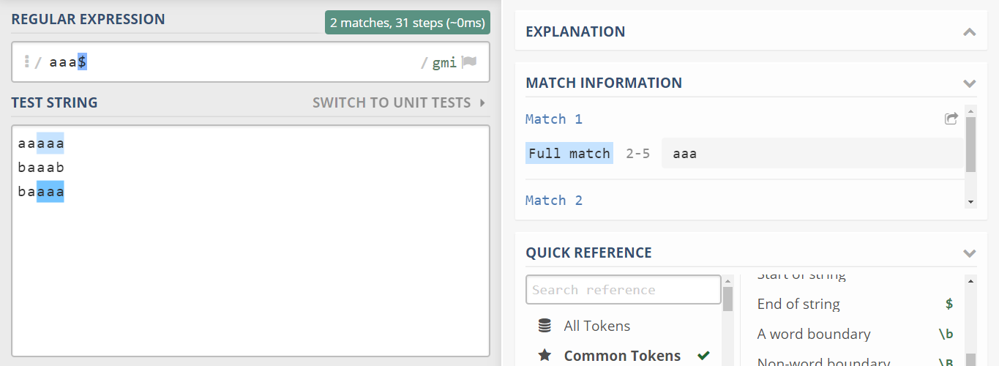 REGULAR EXPRESSION
2 matches, 31 steps (~0ms)
/ aaa$ / gmi
TEST STRING
SWITCH TO UNIT TESTS
aaaaa
baaab
baaaa
EXPLANATION
MATCH INFORMATION
Match 1
Full match 2-5 aaa
Match 2
QUICK REFERENCE
Search reference
All Tokens
Common Tokens
Start of string
End of string $
A word boundary \b
Non-word boundary \B